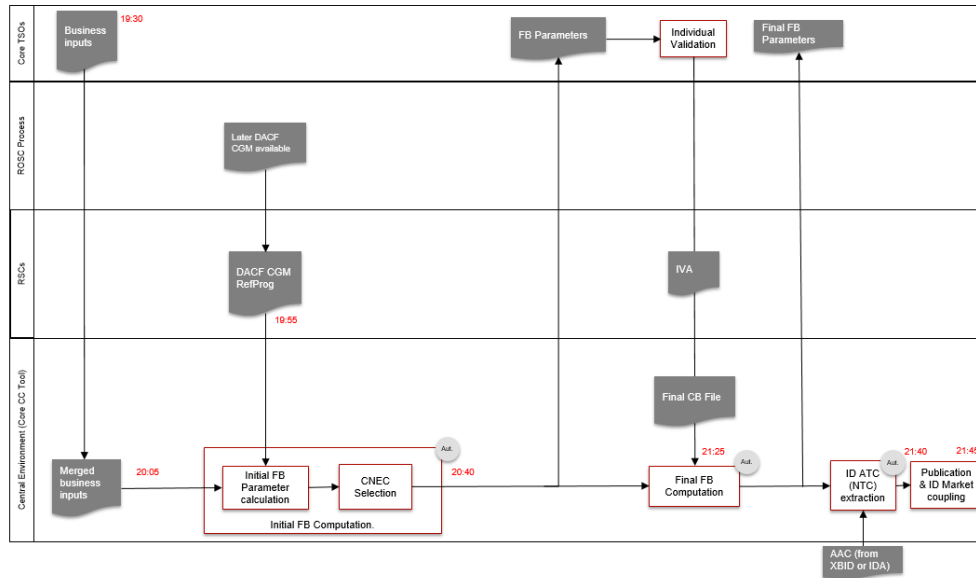 Core TSOs
Business
inputs
19:30
FB Parameters
Individual
Validation
Final FB
Parameters
ROSC Process
Later DACF
CGM available
RSCs
DACF CGM
RefProg
19:55
IVA
Central Environment (Core CC Tool)
Final CB File
Merged
business
inputs
20:05
Initial FB
Parameter
calculation
CNEC
Selection
Aut.
20:40
Initial FB Computation.
21:25
Final FB
Computation
Aut.
ID ATC
(NTC)
extraction
Aut.
21:40
21:45
Publication
& ID Market
coupling
AAC (from
XBID or IDA)